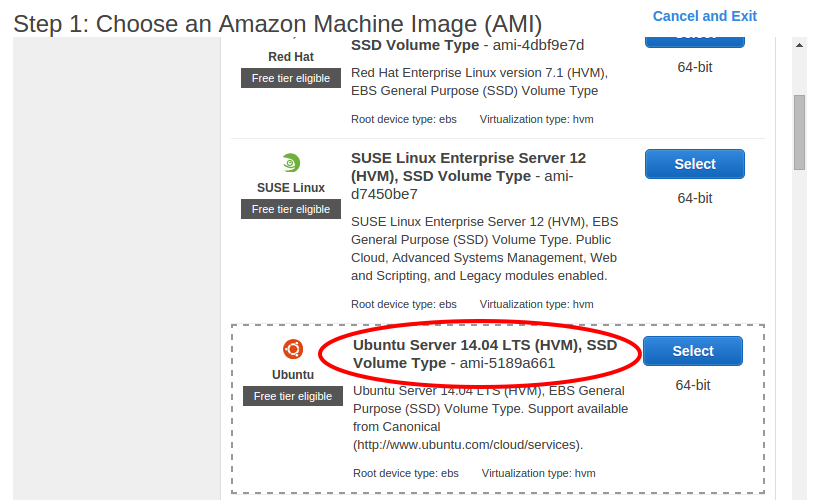 Step 1: Choose an Amazon Machine Image (AMI)
Cancel and Exit
Red Hat
Free tier eligible
SSD Volume Type - ami-4dbf9e7d
Red Hat Enterprise Linux version 7.1 (HVM),
EBS General Purpose (SSD) Volume Type
Root device type: ebs Virtualization type: hvm
Select
64-bit
SUSE Linux
Free tier eligible
SUSE Linux Enterprise Server 12
(HVM), SSD Volume Type - ami-
d7450be7
SUSE Linux Enterprise Server 12 (HVM), EBS
General Purpose (SSD) Volume Type. Public
Cloud, Advanced Systems Management, Web
and Scripting, and Legacy modules enabled.
Root device type: ebs Virtualization type: hvm
Select
64-bit
Ubuntu
Free tier eligible
Ubuntu Server 14.04 LTS (HVM), SSD
Volume Type - ami-5189a661
Ubuntu Server 14.04 LTS (HVM), EBS General
Purpose (SSD) Volume Type. Support available
from Canonical
(http://www.ubuntu.com/cloud/services).
Root device type: ebs Virtualization type: hvm
Select
64-bit